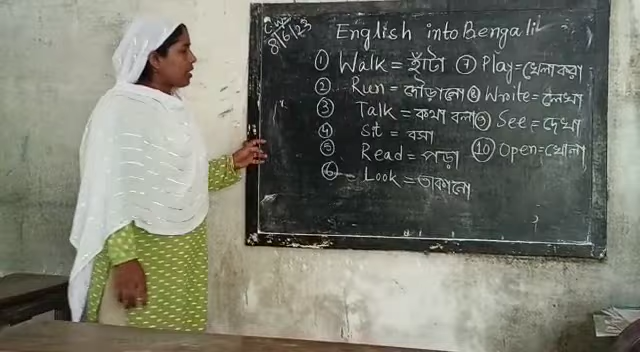 C.W
8/6/23
English into Bengali
① Walk = হাঁটা ⑦ Play = খেলা করা
② Run = দৌড়ানো ⑧ Write = লেখা
③ Talk = কথা বলা ⑨ See = দেখা
④ Sit = বসা ⑩ Open = খোলা
⑤ Read = পড়া
⑥ Look = তাকানো